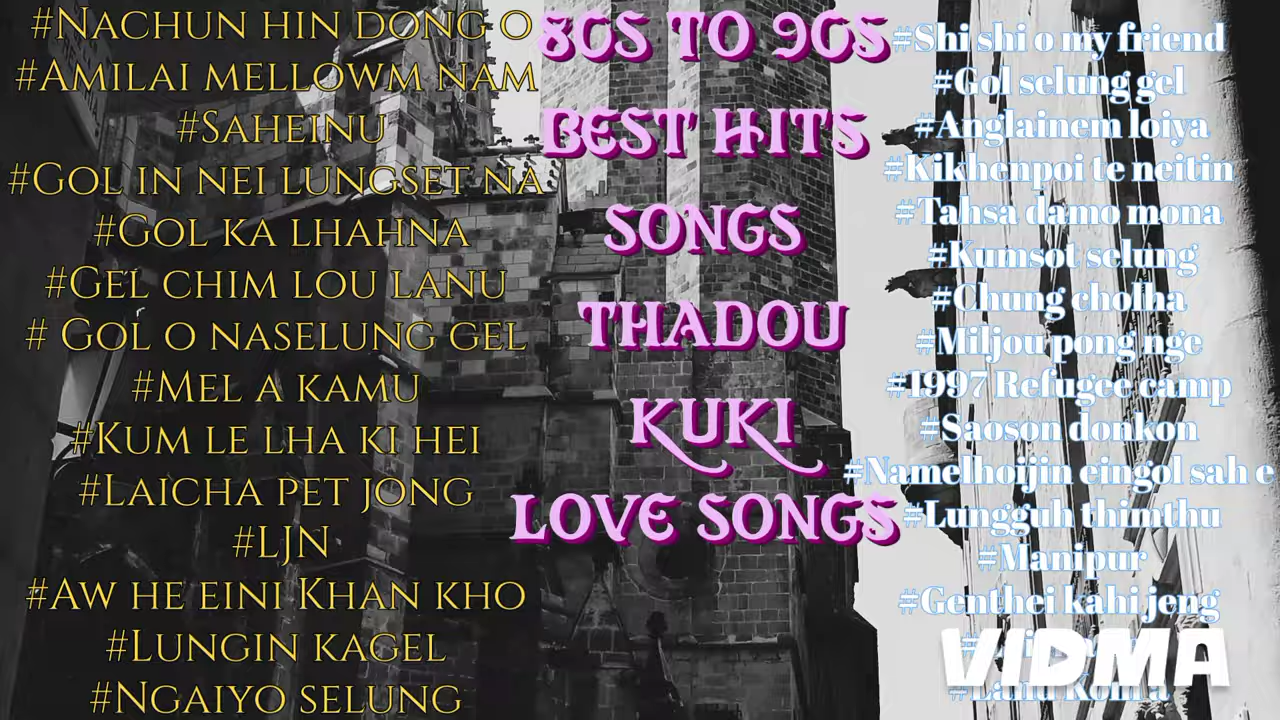 #Nachun hin dong o
#Amilai mellowm nam
#Saheinu
#Gol in nei lungset na
#Gol ka lhahna
#Gel chim lou lanu
# Gol o naselung gel
#Mel a kamu
#Kum le lha ki hei
#Laicha pet jong
#LJN
#Aw he eini Khan kho
#Lungin kagel
#Ngaiyo selung
80s TO 90s
BEST HITS
SONGS
THADOU
KUKI
LOVE SONGS
#Shi shi o my friend
#Gol selung gel
#Anglainem loiya
#Kikhenpoi te neitin
#Tahsa damo mona
#Kumsot selung
#Chung cholha
#Miljou pong nge
#1997 Refugee camp
#Saoson donkon
#Namelhoijin eingol sah e
#Lungguh thimthu
#Manipur
#Genthei kahi jeng
VIDMA